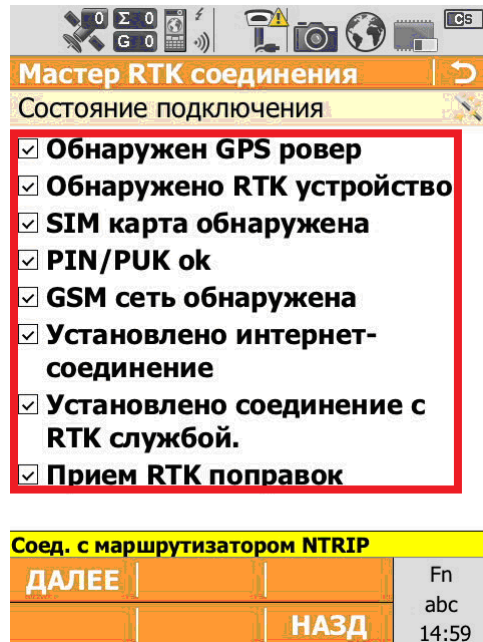 0 Σ 0
0 G 0
CS
Мастер RTK соединения
Состояние подключения
Обнаружен GPS ровер
Обнаружено RTK устройство
SIM карта обнаружена
PIN/PUK ok
GSM сеть обнаружена
Установлено интернет-
соединение
Установлено соединение с
RTK службой.
Прием RTK поправок
Соед. с маршрутизатором NTRIP
ДАЛЕЕ
Fn
abc
НАЗД
14:59